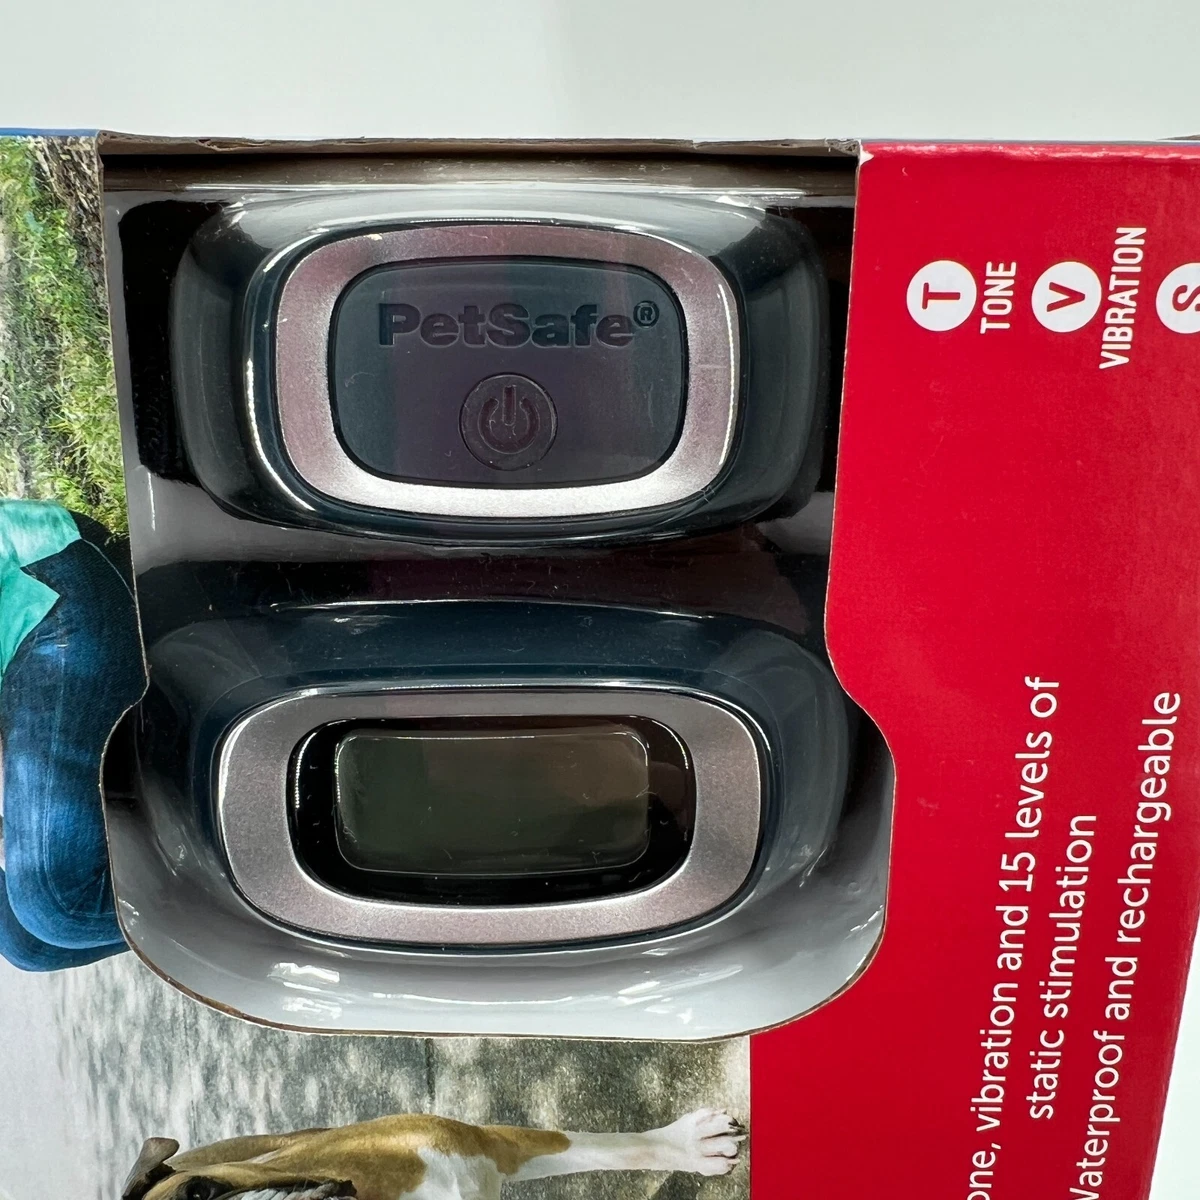 PetSafe®
T
TONE
V
VIBRATION
S
one, vibration and 15 levels of
static stimulation
Waterproof and rechargeable